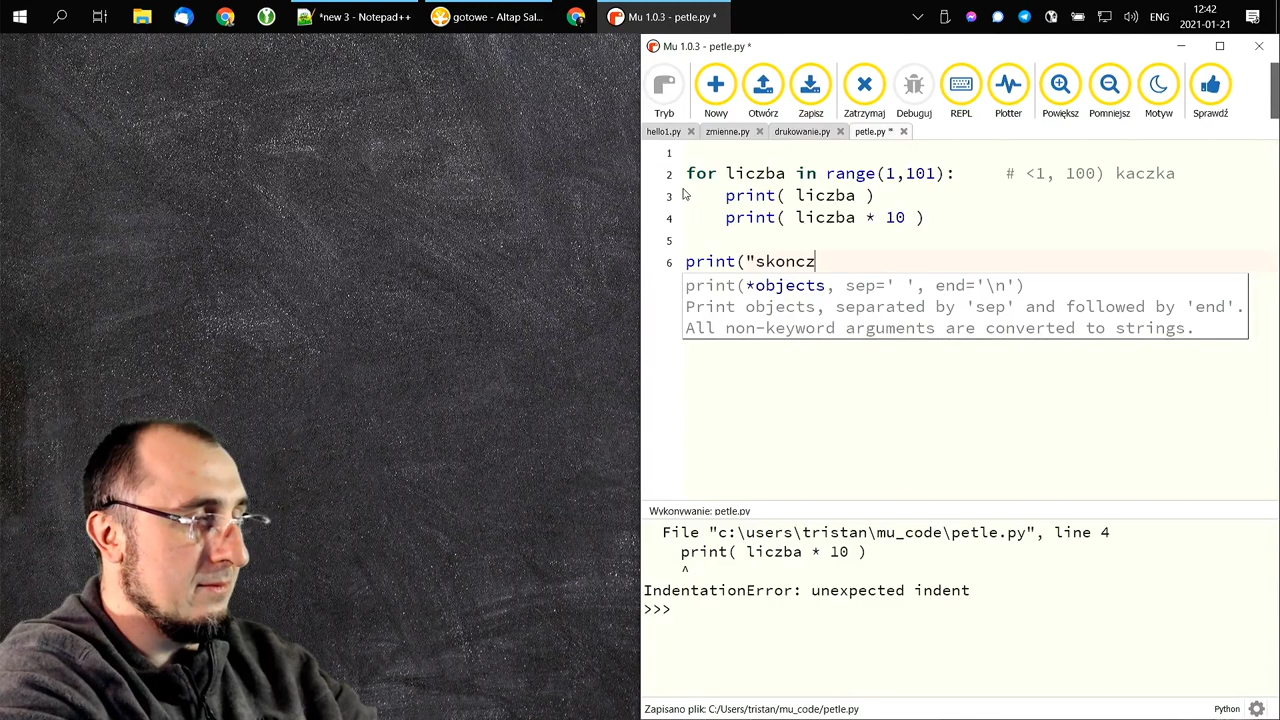 *new 3 - Notepad++
gotowe - Altap Sal...
Mu 1.0.3 - petle.py *
ENG
12:42
2021-01-21
Mu 1.0.3 - petle.py *
Tryb
Nowy
Otwórz
Zapisz
Zatrzymaj
Debuguj
REPL
Plotter
Powiększ
Pomniejsz
Motyw
Sprawdź
hello1.py
zmienne.py
drukowanie.py
petle.py *
1
2 for liczba in range(1,101): # <1, 100) kaczka
3 print( liczba )
4 print( liczba * 10 )
5
6 print("skoncz
print(*objects, sep=' ', end='\n')
Print objects, separated by 'sep' and followed by 'end'.
All non-keyword arguments are converted to strings.
Wykonywanie: petle.py
File "c:\users\tristan\mu_code\petle.py", line 4
print( liczba * 10 )
^
IndentationError: unexpected indent
>>>
Zapisano plik: C:/Users/tristan/mu_code/petle.py
Python